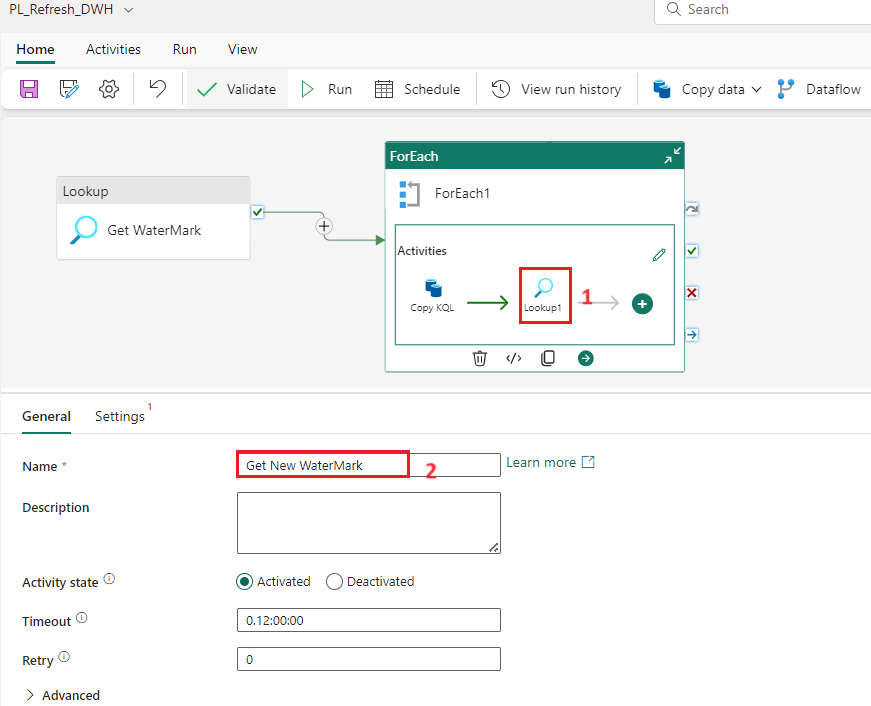 PL_Refresh_DWH
Search
Home Activities Run View
Validate Run Schedule View run history Copy data Dataflow
Lookup
Get WaterMark
ForEach
ForEach1
Activities
Copy KQL
Lookup1
1
General Settings 1
Name * Get New WaterMark 2 Learn more
Description
Activity state Activated Deactivated
Timeout 0.12:00:00
Retry 0
Advanced